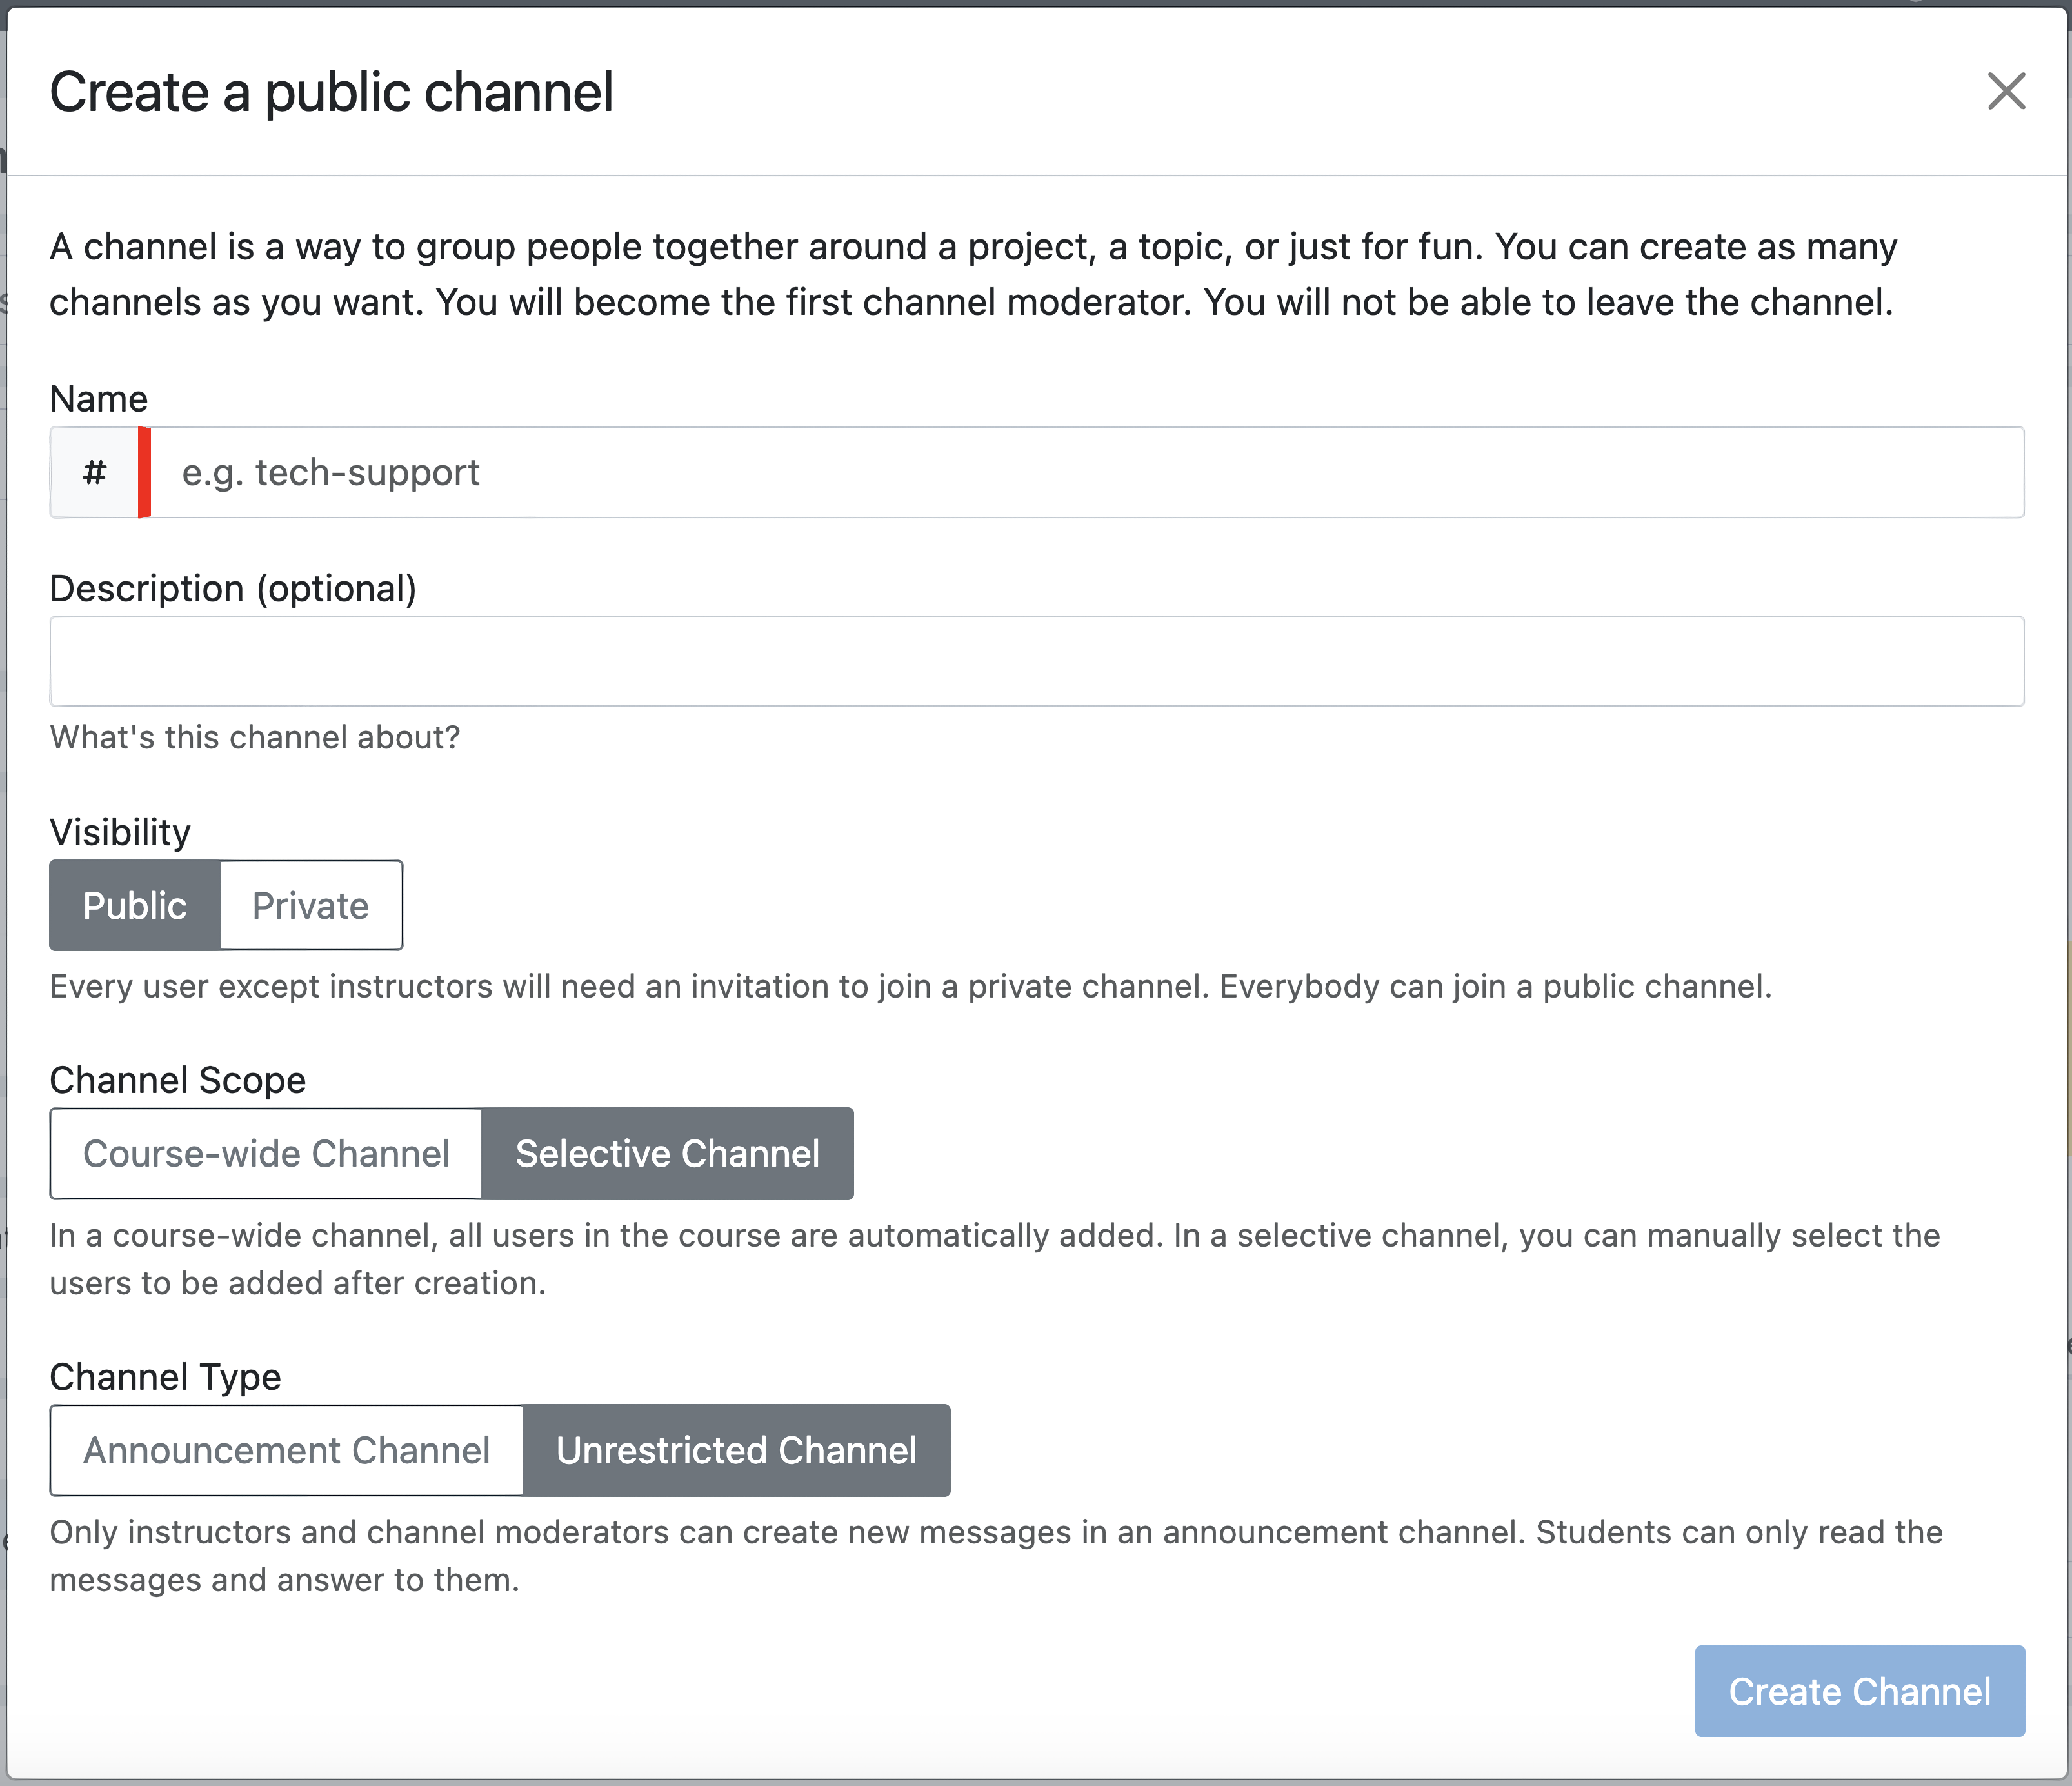 Create a public channel
A channel is a way to group people together around a project, a topic, or just for fun. You can create as many
channels as you want. You will become the first channel moderator. You will not be able to leave the channel.
Name
# e.g. tech-support
Description (optional)
What's this channel about?
Visibility
Public Private
Every user except instructors will need an invitation to join a private channel. Everybody can join a public channel.
Channel Scope
Course-wide Channel Selective Channel
In a course-wide channel, all users in the course are automatically added. In a selective channel, you can manually select the
users to be added after creation.
Channel Type
Announcement Channel Unrestricted Channel
Only instructors and channel moderators can create new messages in an announcement channel. Students can only read the
messages and answer to them.
Create Channel